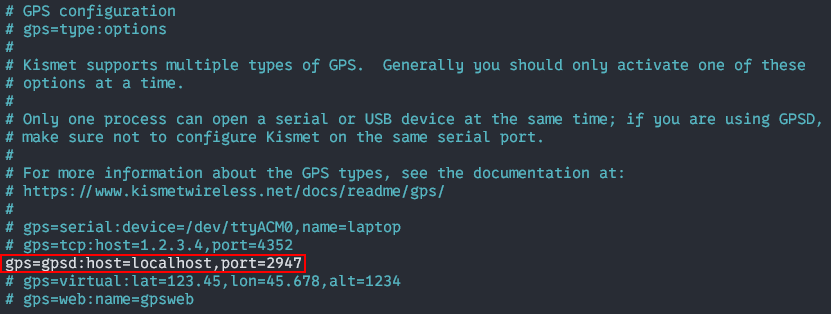 # GPS configuration
# gps=type:options
#
# Kismet supports multiple types of GPS.  Generally you should only activate one of these
# options at a time.
#
# Only one process can open a serial or USB device at the same time; if you are using GPSD,
# make sure not to configure Kismet on the same serial port.
#
# For more information about the GPS types, see the documentation at:
# https://www.kismetwireless.net/docs/readme/gps/
#
# gps=serial:device=/dev/ttyACM0,name=laptop
# gps=tcp:host=1.2.3.4,port=4352
gps=gpsd:host=localhost,port=2947
# gps=virtual:lat=123.45,lon=45.678,alt=1234
# gps=web:name=gpsweb